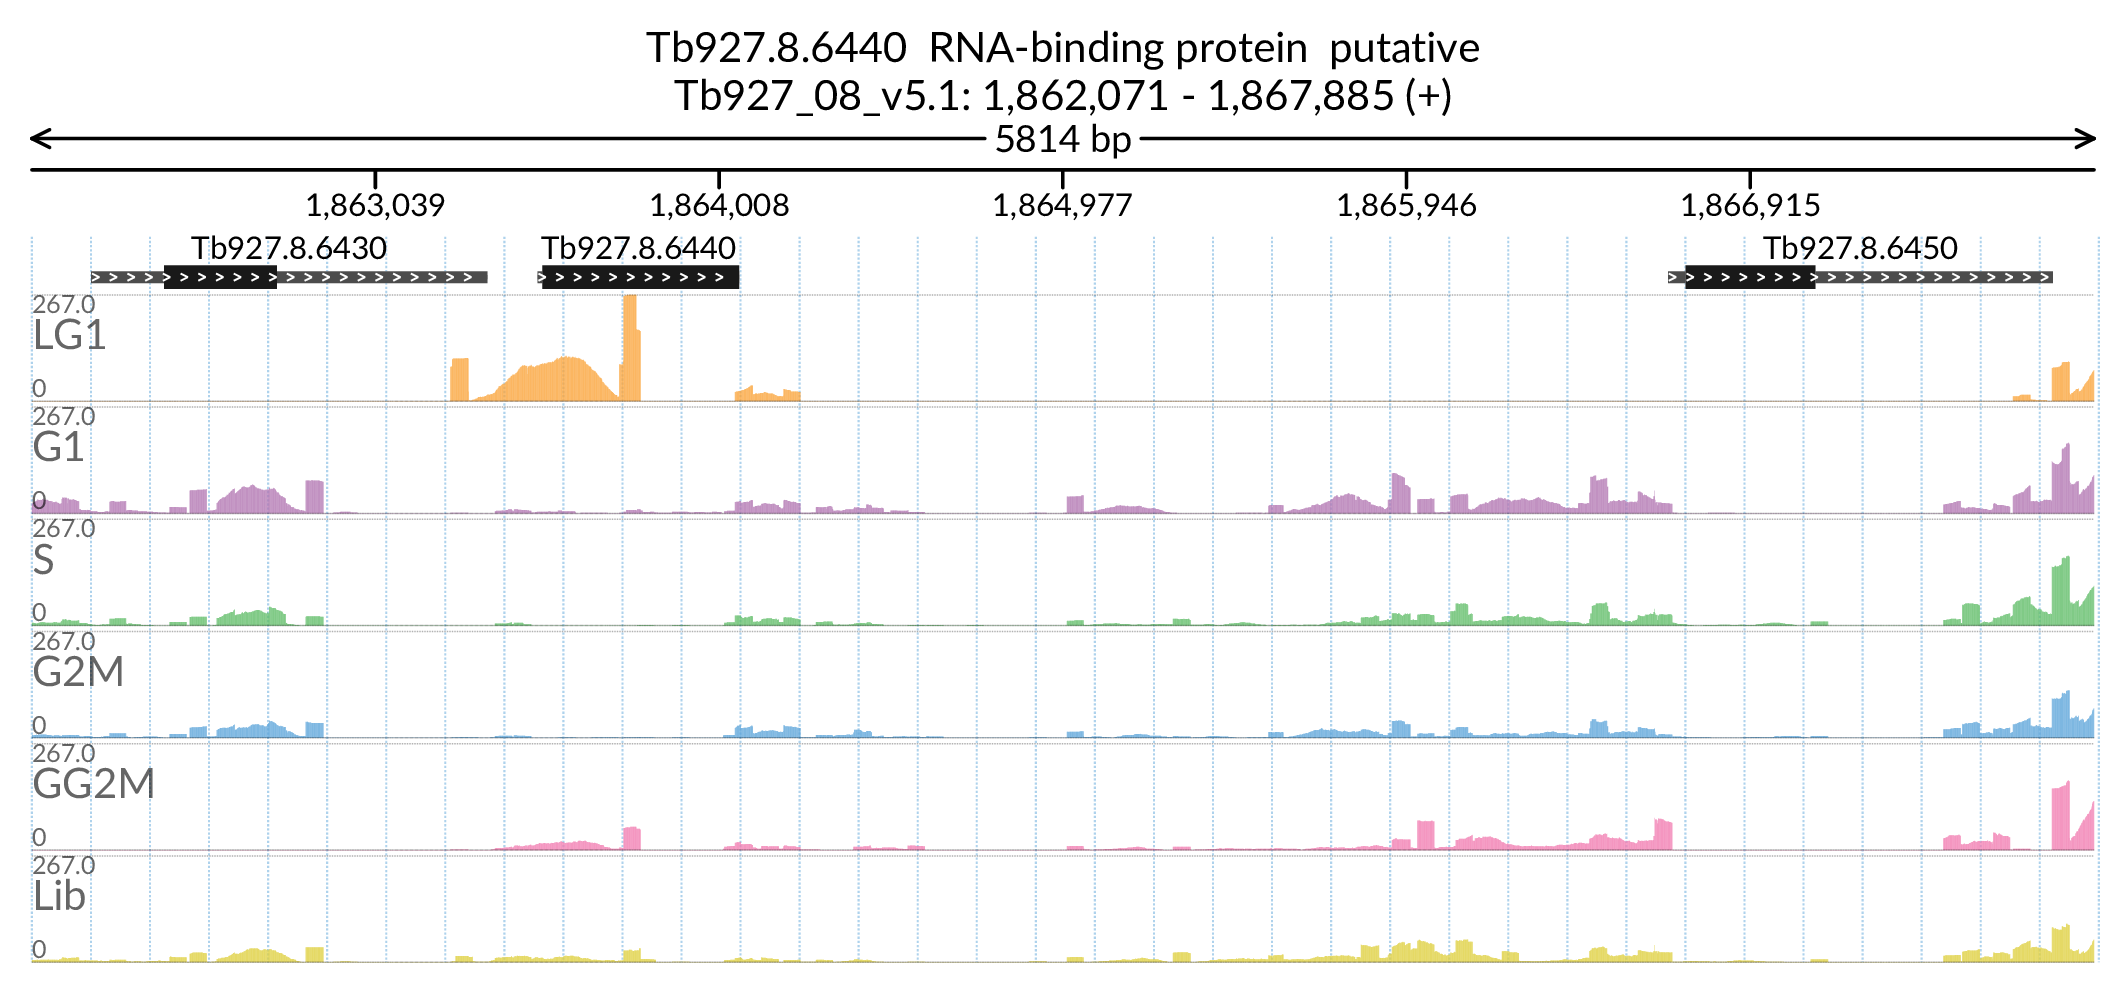 Tb927.8.6440 RNA-binding protein putative
Tb927_08_v5.1: 1,862,071 - 1,867,885 (+)
5814 bp
1,863,039 1,864,008 1,864,977 1,865,946 1,866,915
Tb927.8.6430 Tb927.8.6440 Tb927.8.6450
267.0
LG1
0
267.0
G1
0
267.0
S
0
267.0
G2M
0
267.0
GG2M
0
267.0
Lib
0